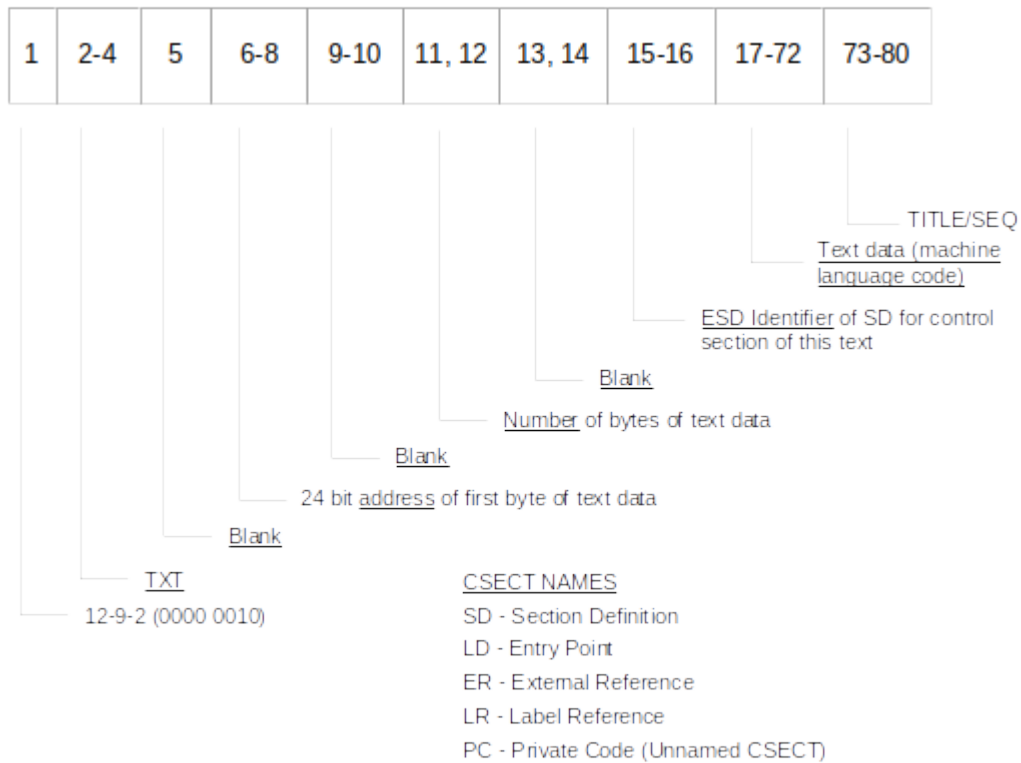 1 2-4 5 6-8 9-10 11, 12 13, 14 15-16 17-72 73-80
TITLE/SEQ
Text data (machine
language code)
ESD Identifier of SD for control
section of this text
Blank
Number of bytes of text data
Blank
24 bit address of first byte of text data
Blank
TXT
12-9-2 (0000 0010)
CSECT NAMES
SD - Section Definition
LD - Entry Point
ER - External Reference
LR - Label Reference
PC - Private Code (Unnamed CSECT)